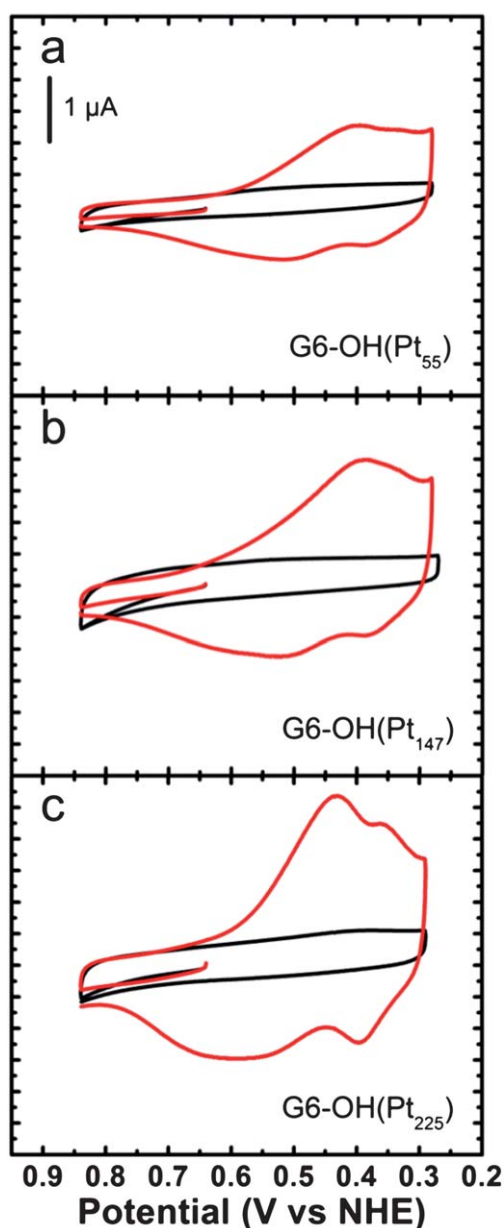 a
1 µA
G6-OH(Pt₅₅)
b
G6-OH(Pt₁₄₇)
c
G6-OH(Pt₂₂₅)
0.9 0.8 0.7 0.6 0.5 0.4 0.3 0.2
Potential (V vs NHE)